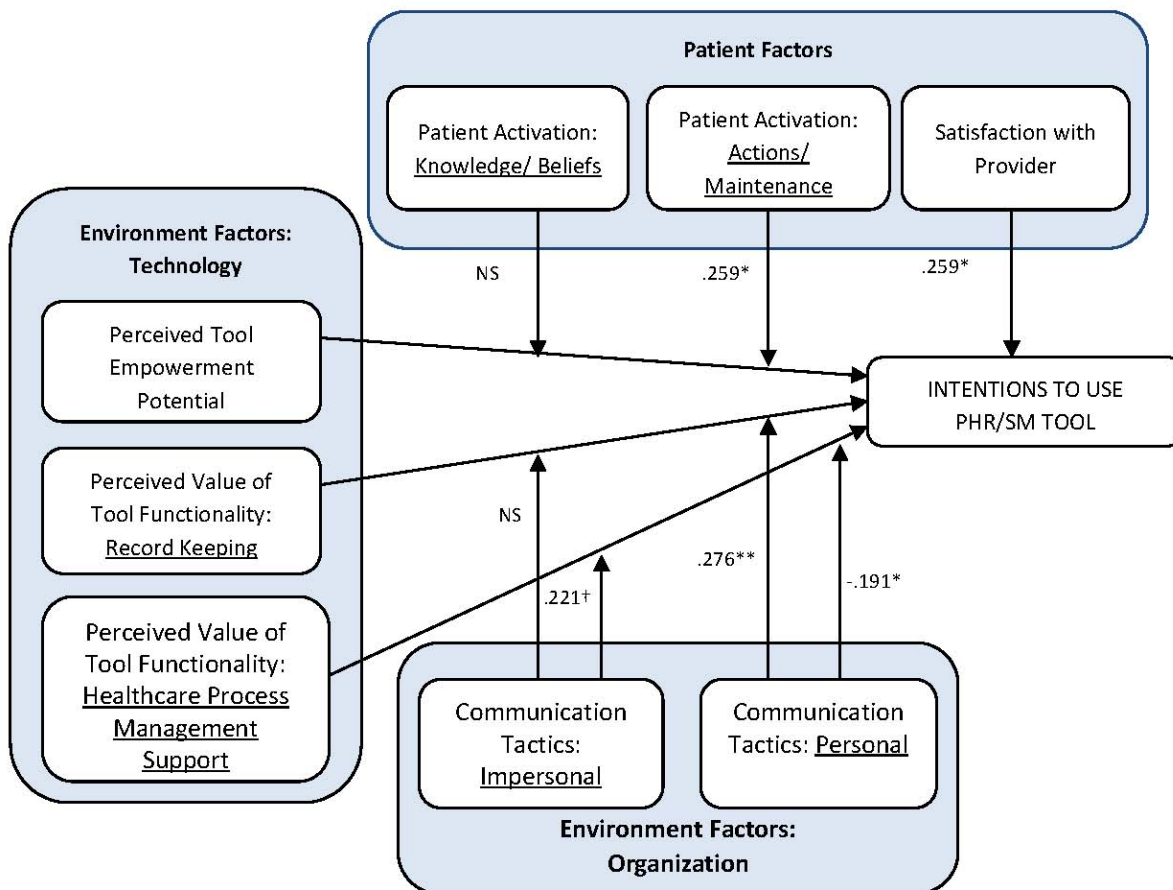 Patient Factors
Patient Activation:
Knowledge/ Beliefs
Patient Activation:
Actions/
Maintenance
Satisfaction with
Provider
Environment Factors:
Technology
Perceived Tool
Empowerment
Potential
Perceived Value of
Tool Functionality:
Record Keeping
Perceived Value of
Tool Functionality:
Healthcare Process
Management
Support
NS
.259*
.259*
INTENTIONS TO USE
PHR/SM TOOL
NS
.221†
.276**
-.191*
Communication
Tactics:
Impersonal
Communication
Tactics: Personal
Environment Factors:
Organization